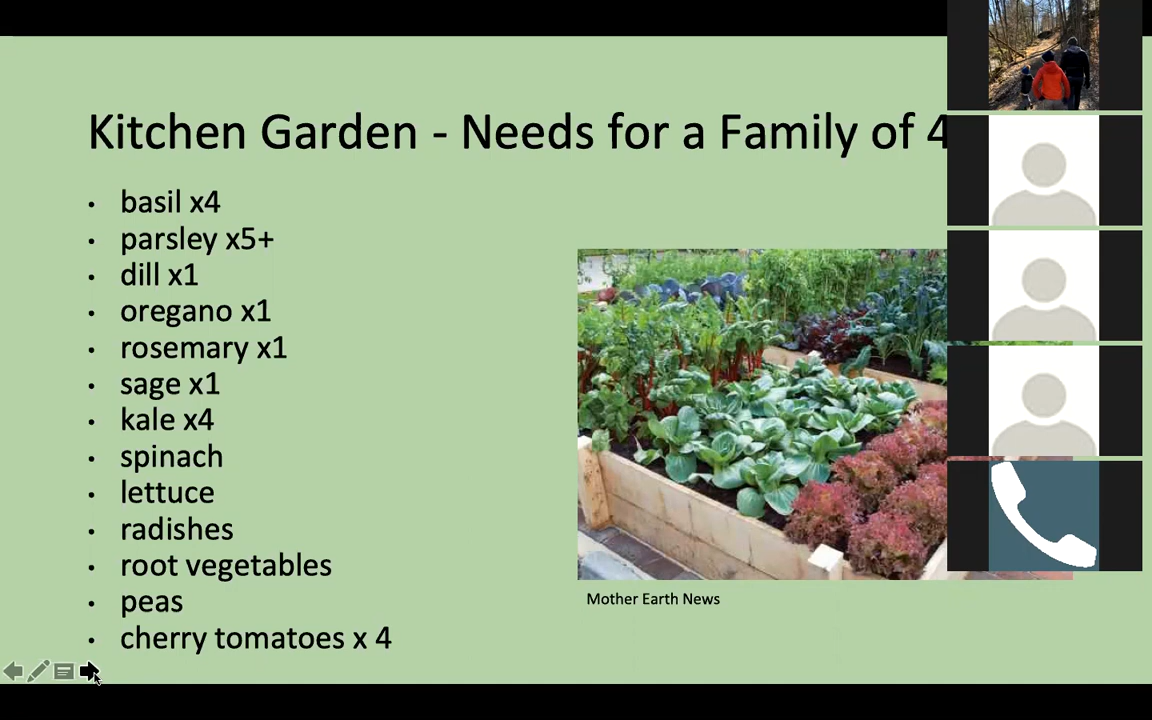 Kitchen Garden - Needs for a Family of 4
• basil x4
• parsley x5+
• dill x1
• oregano x1
• rosemary x1
• sage x1
• kale x4
• spinach
• lettuce
• radishes
• root vegetables
• peas
• cherry tomatoes x 4
Mother Earth News